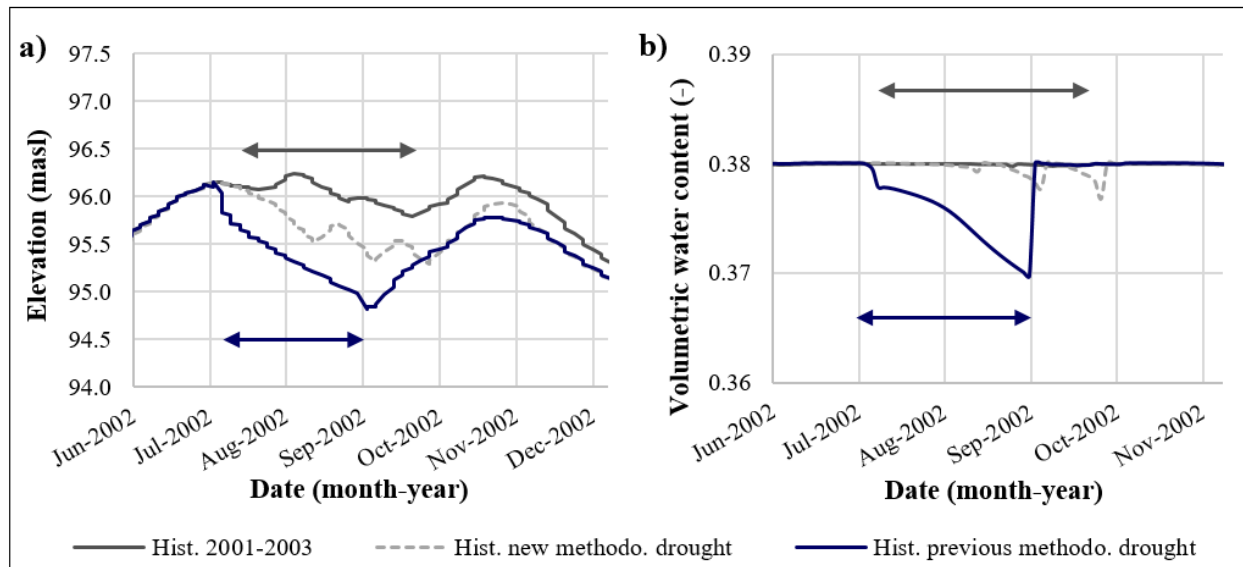 a)
Elevation (masl)
97.5
97.0
96.5
96.0
95.5
95.0
94.5
94.0
Jun-2002
Jul-2002
Aug-2002
Sep-2002
Oct-2002
Nov-2002
Dec-2002
Date (month-year)
b)
Volumetric water content (-)
0.39
0.38
0.37
0.36
Jun-2002
Jul-2002
Aug-2002
Sep-2002
Oct-2002
Nov-2002
Date (month-year)
Hist. 2001-2003
Hist. new methodo. drought
Hist. previous methodo. drought